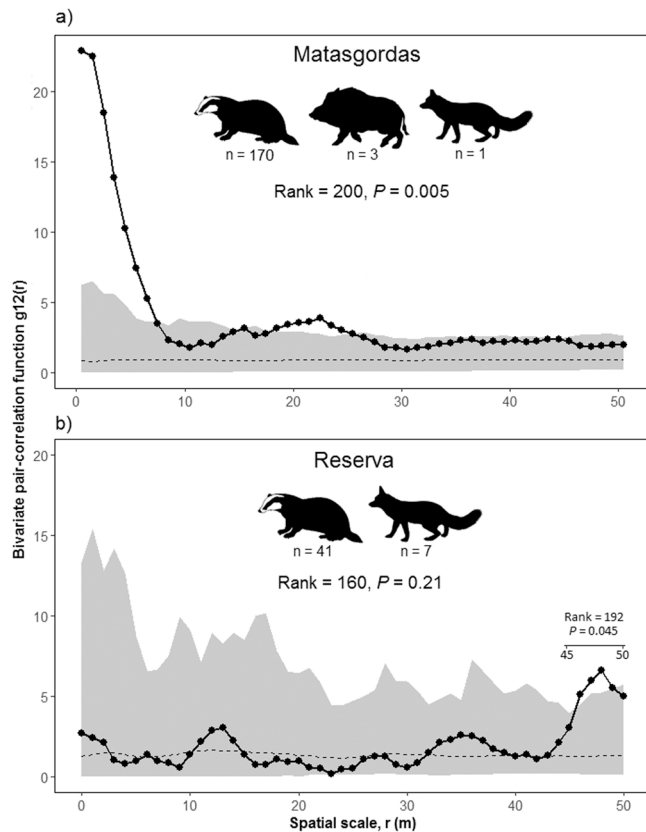 a)
Matasgordas
n = 170 n = 3 n = 1
Rank = 200, P = 0.005
20
15
10
5
0
0 10 20 30 40 50
Bivariate pair-correlation function g12(r)
b)
Reserva
n = 41 n = 7
Rank = 160, P = 0.21
Rank = 192
P = 0.045
45 50
20
15
10
5
0
0 10 20 30 40 50
Spatial scale, r (m)